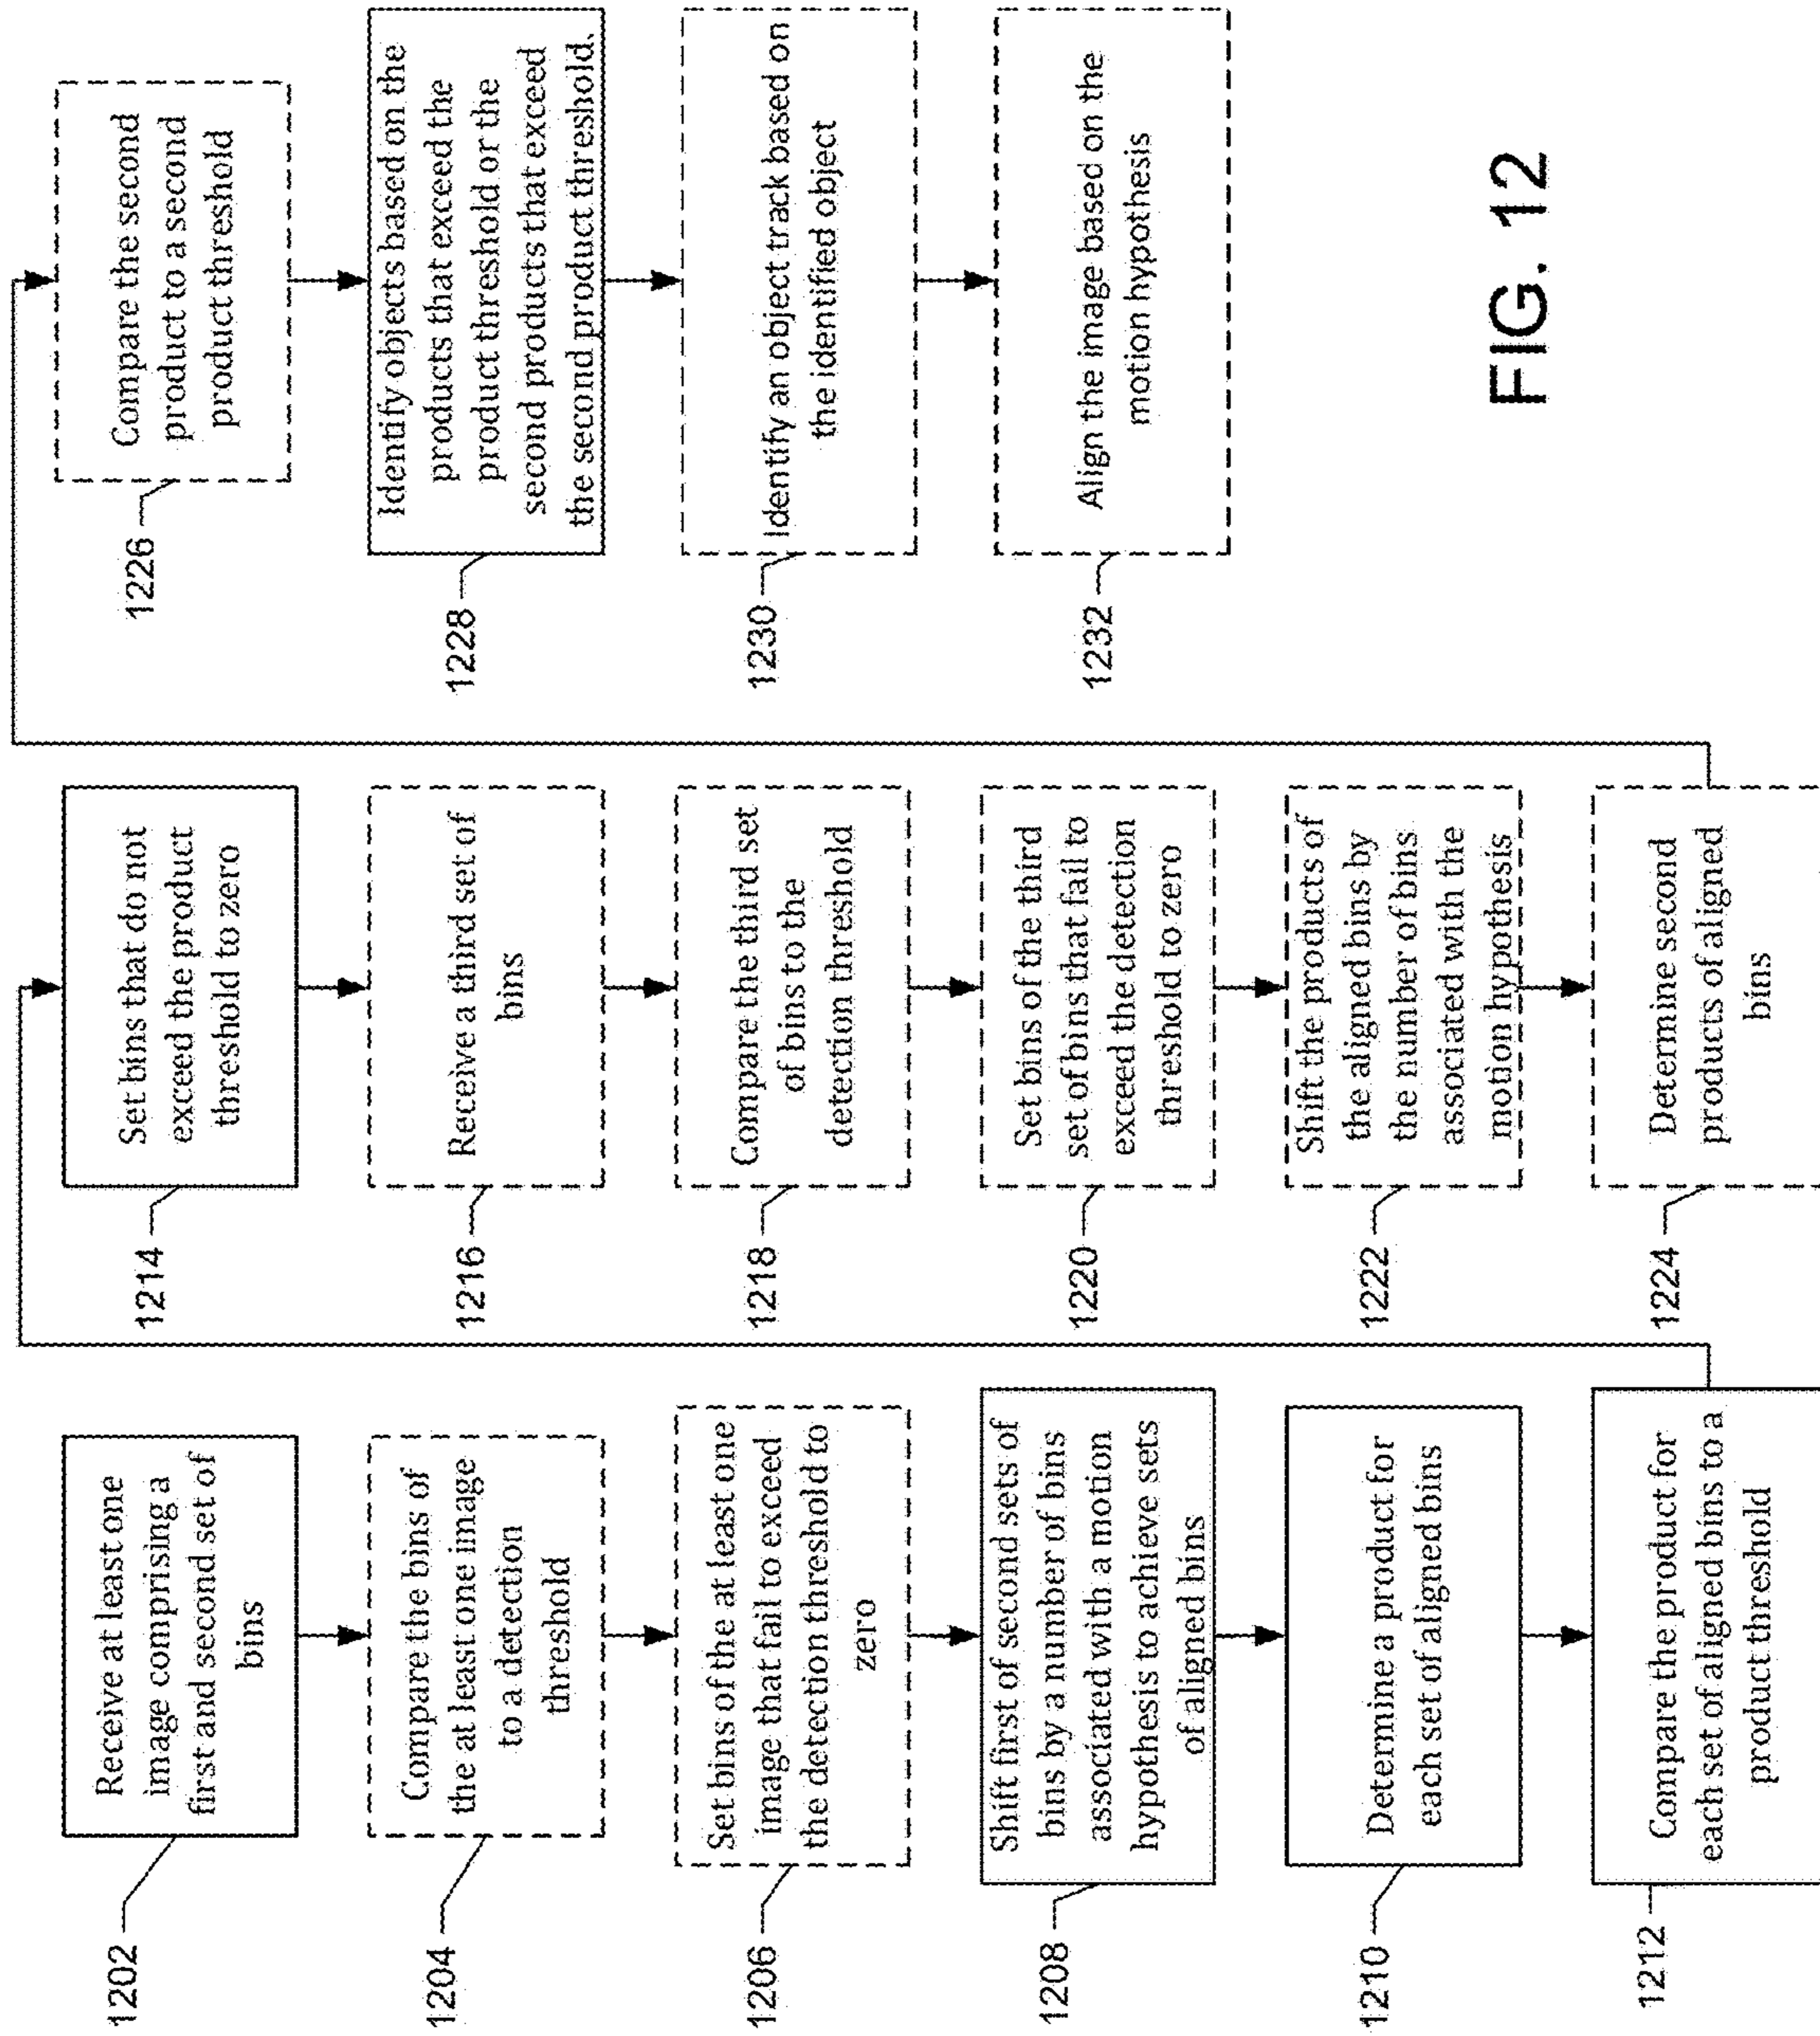 1202
Receive at least one
image comprising a
first and second set of
bins
1204
Compare the bins of
the at least one image
to a detection
threshold
1206
Set bins of the at least one
image that fail to exceed
the detection threshold to
zero
1208
Shift first of second sets of
bins by a number of bins
associated with a motion
hypothesis to achieve sets
of aligned bins
1210
Determine a product for
each set of aligned bins
1212
Compare the product for
each set of aligned bins to a
product threshold
1214
Set bins that do not
exceed the product
threshold to zero
1216
Receive a third set of
bins
1218
Compare the third set
of bins to the
detection threshold
1220
Set bins of the third
set of bins that fail to
exceed the detection
threshold to zero
1222
Shift the products of
the aligned bins by
the number of bins
associated with the
motion hypothesis
1224
Determine second
products of aligned
bins
1226
Compare the second
product to a second
product threshold
1228
Identify objects based on the
products that exceed the
product threshold or the
second products that exceed
the second product threshold.
1230
Identify an object track based on
the identified object
1232
Align the image based on the
motion hypothesis
FIG. 12